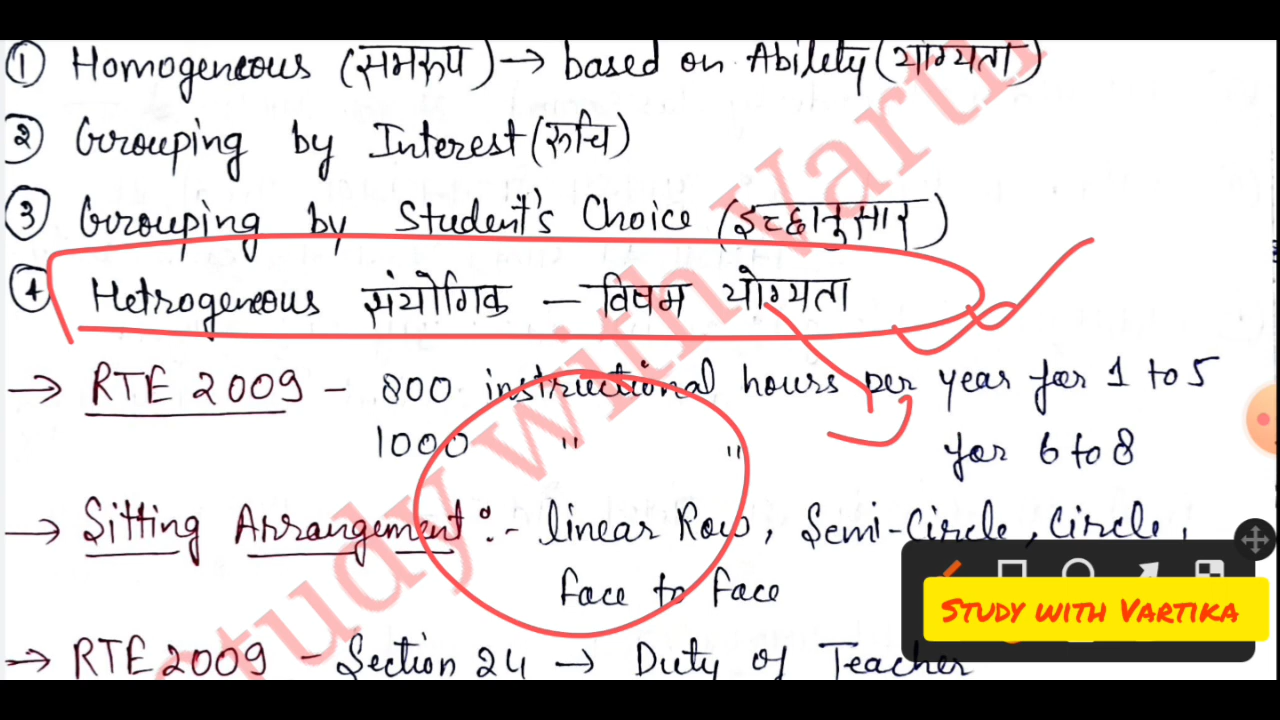 ① Homogeneous (समरूप) → based on Ability (योग्यता)
② Grouping by Interest (रूचि)
③ Grouping by Student's Choice (इच्छानुसार)
④ Hetrogeneous संयोगिक – विषम योग्यता
→ RTE 2009 – 800 instructional hours per year for 1 to 5
1000 " " for 6 to 8
→ Sitting Arrangement :- linear Row, Semi-Circle, Circle,
face to face
→ RTE 2009 – Section 24 → Duty of Teacher
Study with Vartika
Study with Vartik